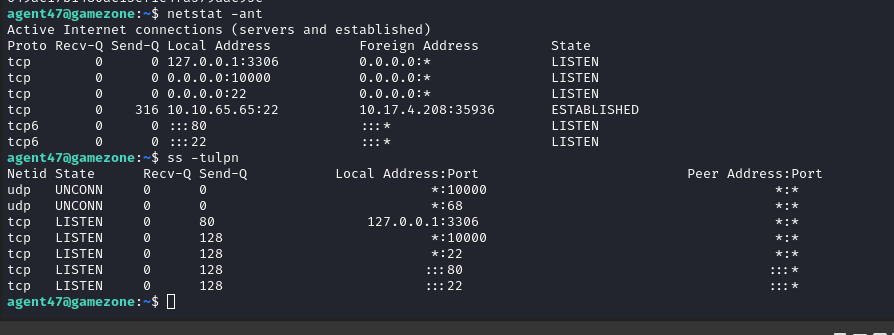 agent47@gamezone:~$ netstat -ant
Active Internet connections (servers and established)
Proto Recv-Q Send-Q Local Address           Foreign Address         State
tcp        0      0 127.0.0.1:3306          0.0.0.0:*               LISTEN
tcp        0      0 0.0.0.0:10000           0.0.0.0:*               LISTEN
tcp        0      0 0.0.0.0:22              0.0.0.0:*               LISTEN
tcp        0    316 10.10.65.65:22          10.17.4.208:35936       ESTABLISHED
tcp6       0      0 :::80                   :::*                    LISTEN
tcp6       0      0 :::22                   :::*                    LISTEN
agent47@gamezone:~$ ss -tulpn
Netid State      Recv-Q Send-Q           Local Address:Port                          Peer Address:Port
udp   UNCONN     0      0                            *:10000                                    *:*
udp   UNCONN     0      0                            *:68                                       *:*
tcp   LISTEN     0      80                   127.0.0.1:3306                                     *:*
tcp   LISTEN     0      128                          *:10000                                    *:*
tcp   LISTEN     0      128                          *:22                                       *:*
tcp   LISTEN     0      128                         :::80                                      :::*
tcp   LISTEN     0      128                         :::22                                      :::*
agent47@gamezone:~$